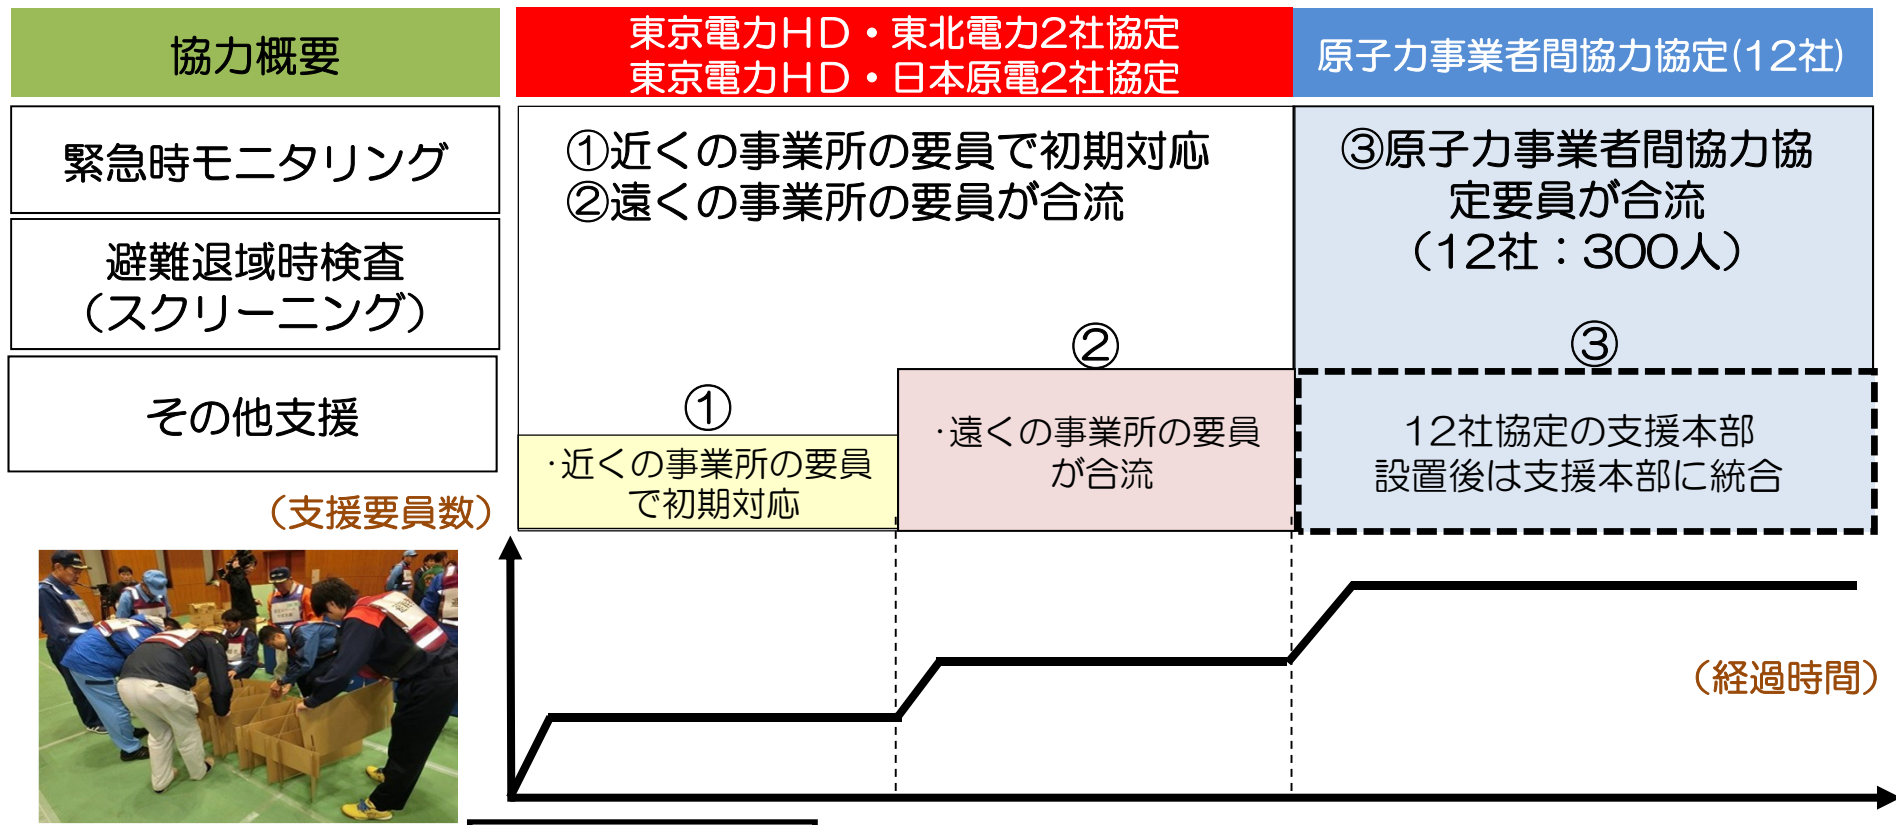 協力概要
東京電力HD・東北電力2社協定
東京電力HD・日本原電2社協定
原子力事業者間協力協定(12社)
緊急時モニタリング
避難退域時検査
(スクリーニング)
その他支援
①近くの事業所の要員で初期対応
②遠くの事業所の要員が合流
③原子力事業者間協力協
定要員が合流
(12社：300人)
①
・近くの事業所の要員
で初期対応
②
・遠くの事業所の要員
が合流
③
12社協定の支援本部
設置後は支援本部に統合
(支援要員数)
(経過時間)